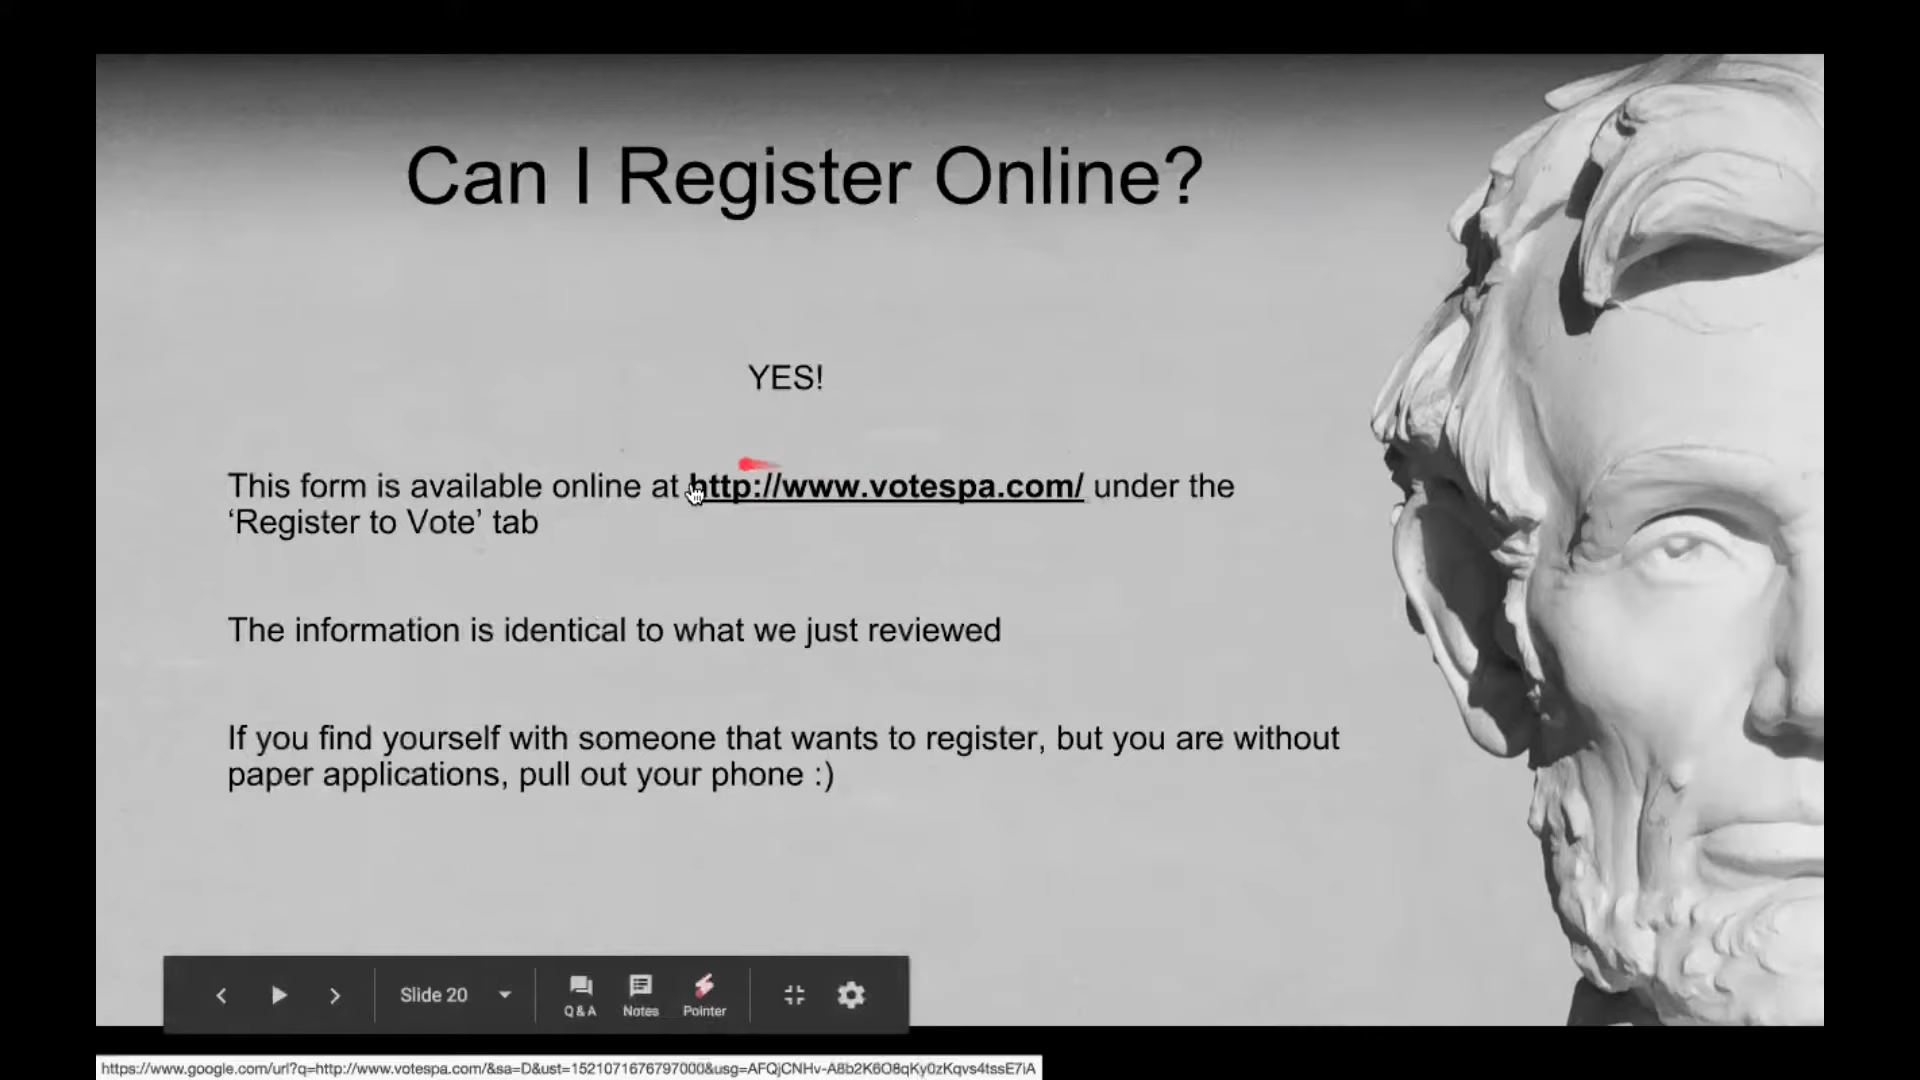 Can I Register Online?
YES!
This form is available online at http://www.votespa.com/ under the
‘Register to Vote’ tab
The information is identical to what we just reviewed
If you find yourself with someone that wants to register, but you are without
paper applications, pull out your phone :)
Slide 20
Q & A
Notes
Pointer
https://www.google.com/url?q=http://www.votespa.com/&sa=D&ust=1521071676797000&usg=AFQjCNHv-A8b2K6O8qKy0zKqvs4tssE7iA